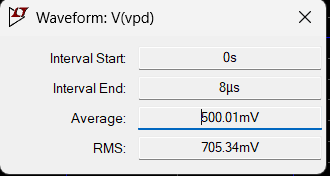 Waveform: V(vpd)
Interval Start: 0s
Interval End: 8µs
Average: 500.01mV
RMS: 705.34mV